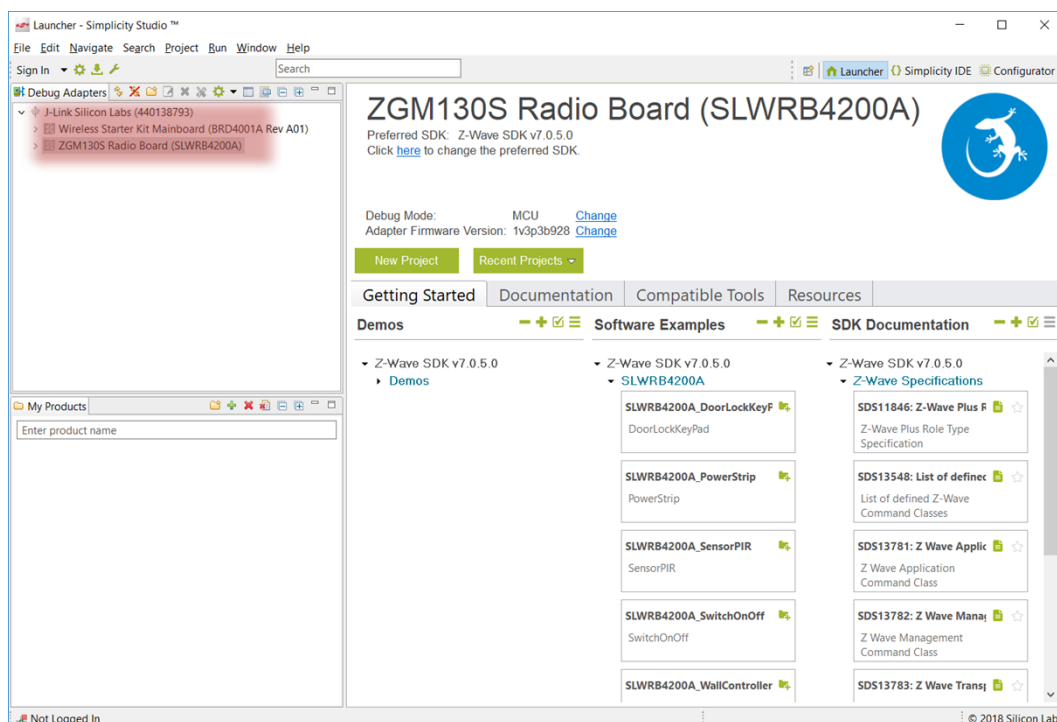 Launcher - Simplicity Studio ™
File Edit Navigate Search Project Run Window Help
Sign In
Search
Launcher
Simplicity IDE
Configurator
Debug Adapters
J-Link Silicon Labs (440138793)
Wireless Starter Kit Mainboard (BRD4001A Rev A01)
ZGM130S Radio Board (SLWRB4200A)
My Products
Enter product name
ZGM130S Radio Board (SLWRB4200A)
Preferred SDK: Z-Wave SDK v7.0.5.0
Click here to change the preferred SDK.
Debug Mode: MCU Change
Adapter Firmware Version: 1v3p3b928 Change
New Project
Recent Projects
Getting Started
Documentation
Compatible Tools
Resources
Demos
Z-Wave SDK v7.0.5.0
Demos
Software Examples
Z-Wave SDK v7.0.5.0
SLWRB4200A
SLWRB4200A_DoorLockKeyP
DoorLockKeyPad
SLWRB4200A_PowerStrip
PowerStrip
SLWRB4200A_SensorPIR
SensorPIR
SLWRB4200A_SwitchOnOff
SwitchOnOff
SLWRB4200A_WallController
SDK Documentation
Z-Wave SDK v7.0.5.0
Z-Wave Specifications
SDS11846: Z-Wave Plus R
Z-Wave Plus Role Type
Specification
SDS13548: List of defined
List of defined Z-Wave
Command Classes
SDS13781: Z Wave Applic
Z Wave Application
Command Class
SDS13782: Z Wave Manag
Z Wave Management
Command Class
SDS13783: Z Wave Transp
Not Logged In
© 2018 Silicon Lab